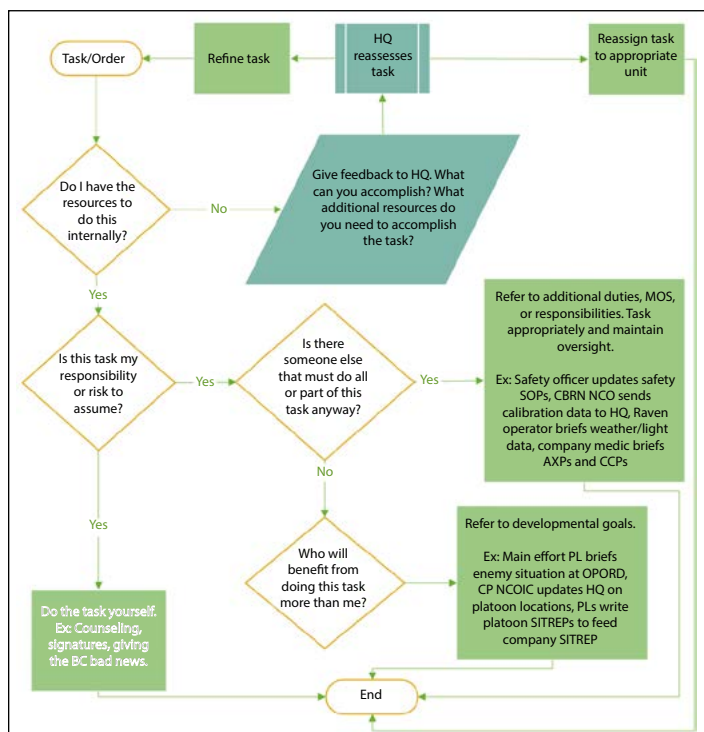 Task/Order
Refine task
HQ
reassesses
task
Reassign task
to appropriate
unit
Do I have the
resources to
do this
internally?
No
Give feedback to HQ. What
can you accomplish? What
additional resources do
you need to accomplish
the task?
Yes
Is this task my
responsibility
or risk to
assume?
Yes
Is there
someone else
that must do all
or part of
this task anyway?
Yes
Refer to additional duties, MOS,
or responsibilities. Task
appropriately and maintain
oversight.
Ex: Safety officer updates safety
SOPs, CBRN NCO sends
calibration data to HQ, Raven
operator briefs weather/light
data, company medic briefs
AXPs and CCPs
No
Yes
Who will
benefit from
doing this task
more than me?
Refer to developmental goals.
Ex: Main effort PL briefs
enemy situation at OPORD,
CP NCOIC updates HQ on
platoon locations, PLs write
platoon SITREPs to feed
company SITREP
Do the task yourself.
Ex: Counseling,
signatures, giving
the BC bad news.
End